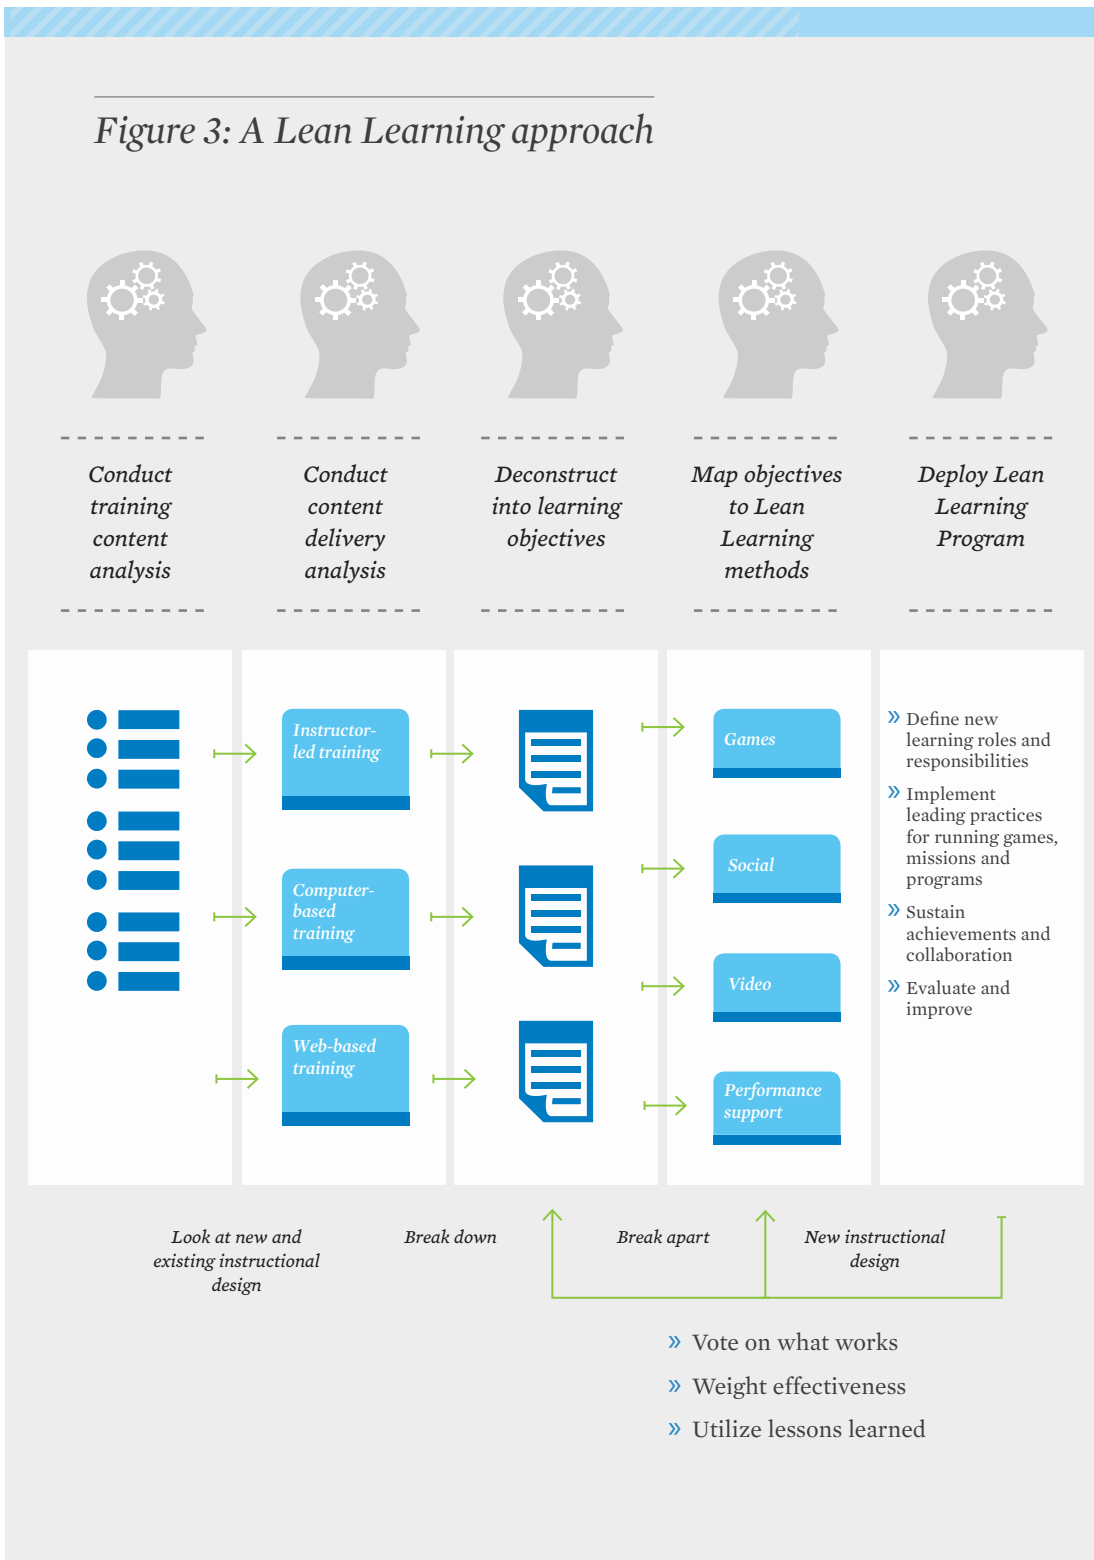 Figure 3: A Lean Learning approach
Conduct
training
content
analysis
Conduct
content
delivery
analysis
Deconstruct
into learning
objectives
Map objectives
to Lean
Learning
methods
Deploy Lean
Learning
Program
Instructor-
led training
Computer-
based
training
Web-based
training
Games
Social
Video
Performance
support
» Define new
learning roles and
responsibilities
» Implement
leading practices
for running games,
missions and
programs
» Sustain
achievements and
collaboration
» Evaluate and
improve
Look at new and
existing instructional
design
Break down
Break apart
New instructional
design
» Vote on what works
» Weight effectiveness
» Utilize lessons learned